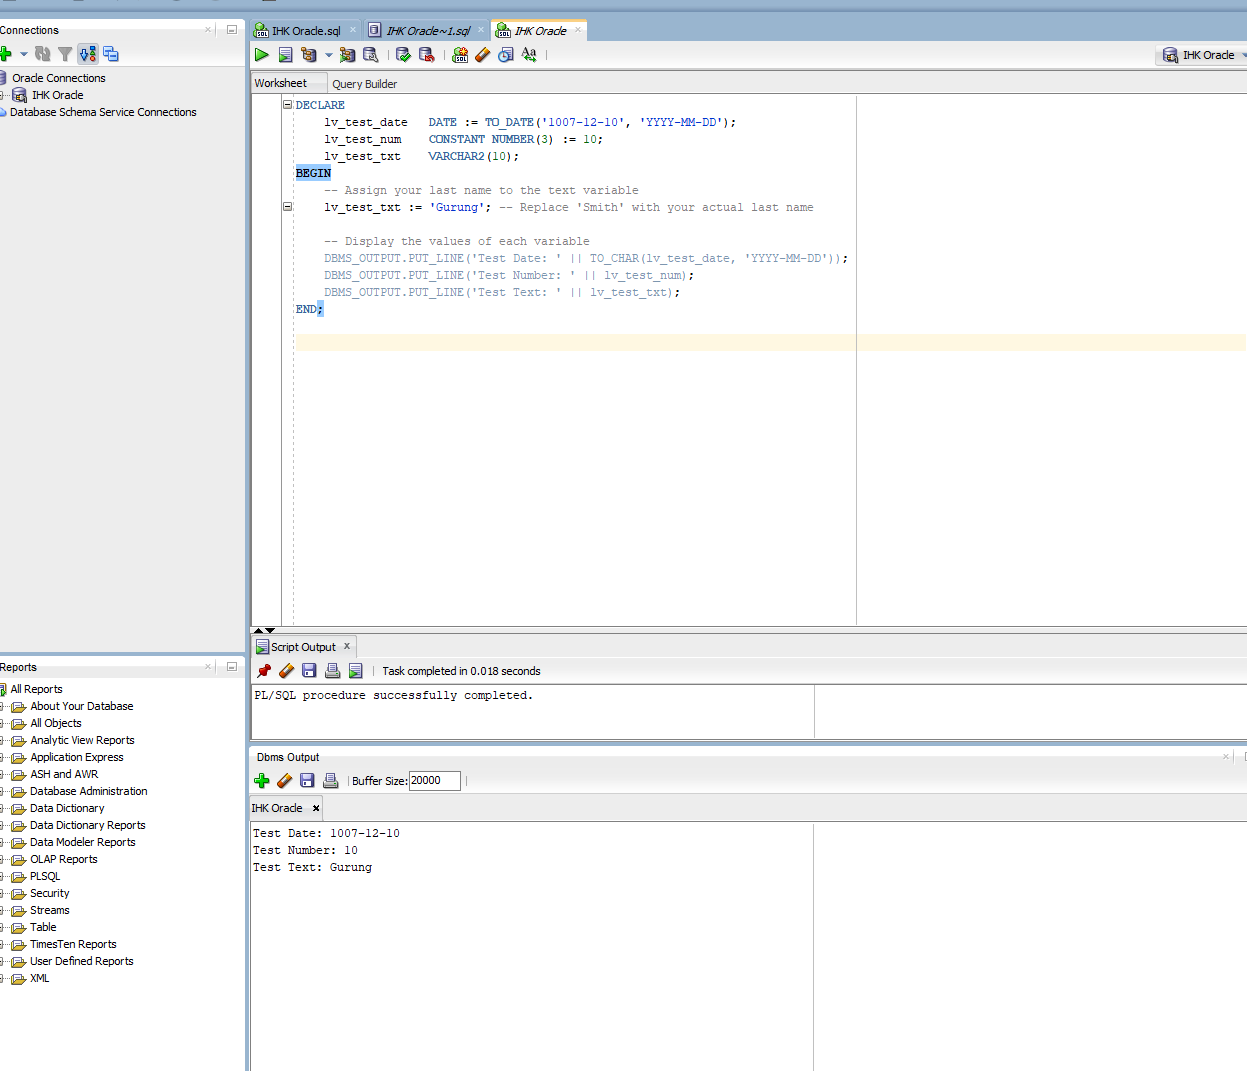 Connections
Oracle Connections
IHK Oracle
Database Schema Service Connections
Reports
All Reports
About Your Database
All Objects
Analytic View Reports
Application Express
ASH and AWR
Database Administration
Data Dictionary
Data Dictionary Reports
Data Modeler Reports
OLAP Reports
PLSQL
Security
Streams
Table
TimesTen Reports
User Defined Reports
XML
IHK Oracle.sql IHK Oracle~1.sql IHK Oracle
IHK Oracle
Worksheet Query Builder
DECLARE
    lv_test_date   DATE := TO_DATE('1007-12-10', 'YYYY-MM-DD');
    lv_test_num    CONSTANT NUMBER(3) := 10;
    lv_test_txt    VARCHAR2(10);
BEGIN
    -- Assign your last name to the text variable
    lv_test_txt := 'Gurung'; -- Replace 'Smith' with your actual last name
    -- Display the values of each variable
    DBMS_OUTPUT.PUT_LINE('Test Date: ' || TO_CHAR(lv_test_date, 'YYYY-MM-DD'));
    DBMS_OUTPUT.PUT_LINE('Test Number: ' || lv_test_num);
    DBMS_OUTPUT.PUT_LINE('Test Text: ' || lv_test_txt);
END;
Script Output
Task completed in 0.018 seconds
PL/SQL procedure successfully completed.
Dbms Output
Buffer Size: 20000
IHK Oracle
Test Date: 1007-12-10
Test Number: 10
Test Text: Gurung